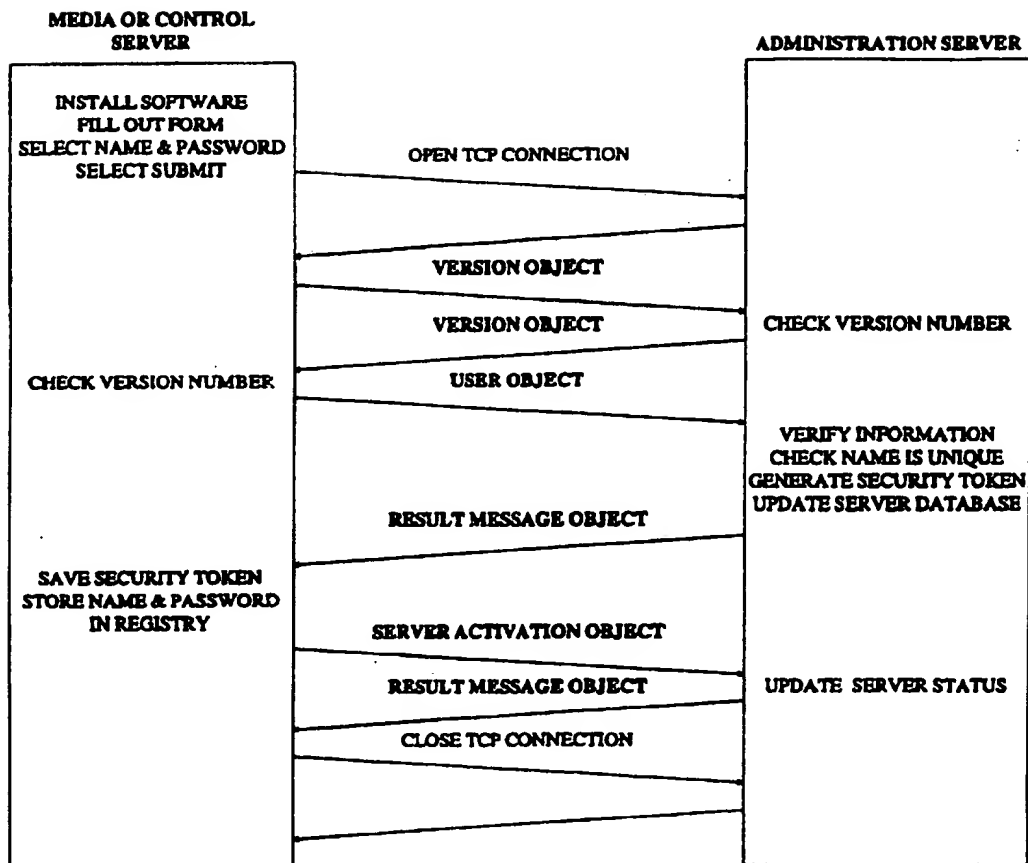 MEDIA OR CONTROL
SERVER
ADMINISTRATION SERVER
INSTALL SOFTWARE
FILL OUT FORM
SELECT NAME & PASSWORD
SELECT SUBMIT
OPEN TCP CONNECTION
VERSION OBJECT
VERSION OBJECT
CHECK VERSION NUMBER
CHECK VERSION NUMBER
USER OBJECT
VERIFY INFORMATION
CHECK NAME IS UNIQUE
GENERATE SECURITY TOKEN
UPDATE SERVER DATABASE
RESULT MESSAGE OBJECT
SAVE SECURITY TOKEN
STORE NAME & PASSWORD
IN REGISTRY
SERVER ACTIVATION OBJECT
RESULT MESSAGE OBJECT
UPDATE SERVER STATUS
CLOSE TCP CONNECTION